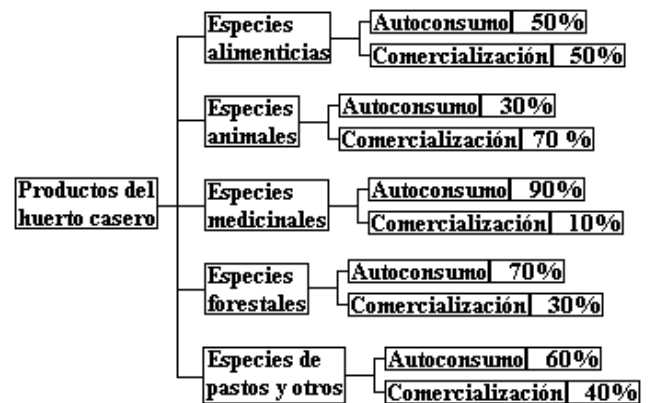 Productos del
huerto casero
Especies
alimenticias
Autoconsumo 50%
Comercialización 50%
Especies
animales
Autoconsumo 30%
Comercialización 70 %
Especies
medicinales
Autoconsumo 90%
Comercialización 10%
Especies
forestales
Autoconsumo 70%
Comercialización 30%
Especies de
pastos y otros
Autoconsumo 60%
Comercialización 40%